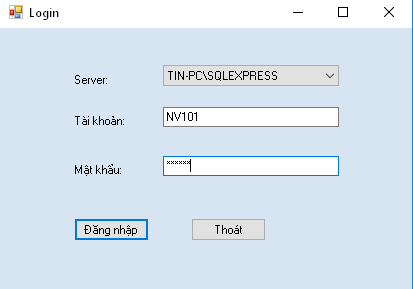 Login
Server: TIN-PC\SQLEXPRESS
Tài khoản: NV101
Mật khẩu: ******
Đăng nhập Thoát